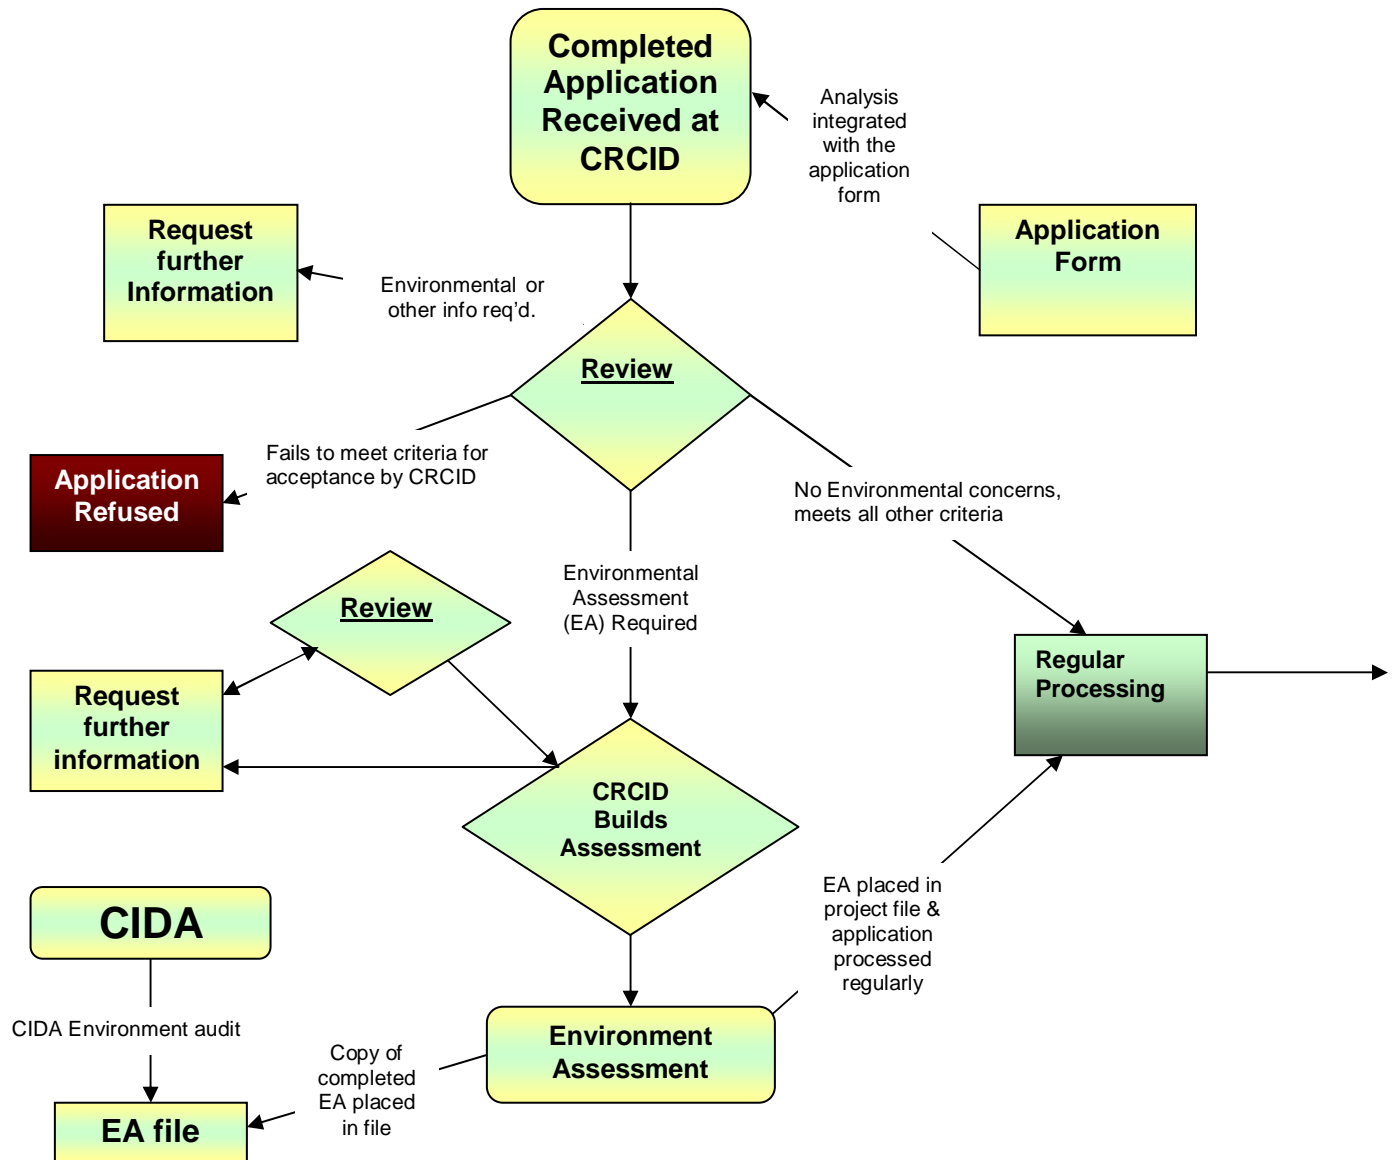 Completed
Application
Received at
CRCID
Analysis
integrated
with the
application
form
Request
further
Information
Application
Form
Environmental or
other info req’d.
Review
Fails to meet criteria for
acceptance by CRCID
Application
Refused
No Environmental concerns,
meets all other criteria
Environmental
Assessment
(EA) Required
Review
Regular
Processing
Request
further
information
CRCID
Builds
Assessment
EA placed in
project file &
application
processed
regularly
CIDA
CIDA Environment audit
Environment
Assessment
Copy of
completed
EA placed
in file
EA file